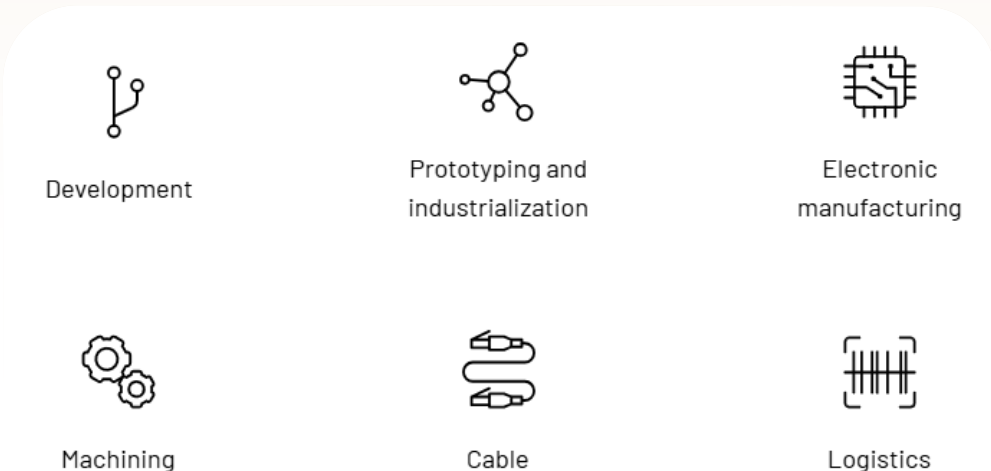 Development
Prototyping and
industrialization
Electronic
manufacturing
Machining
Cable
Logistics